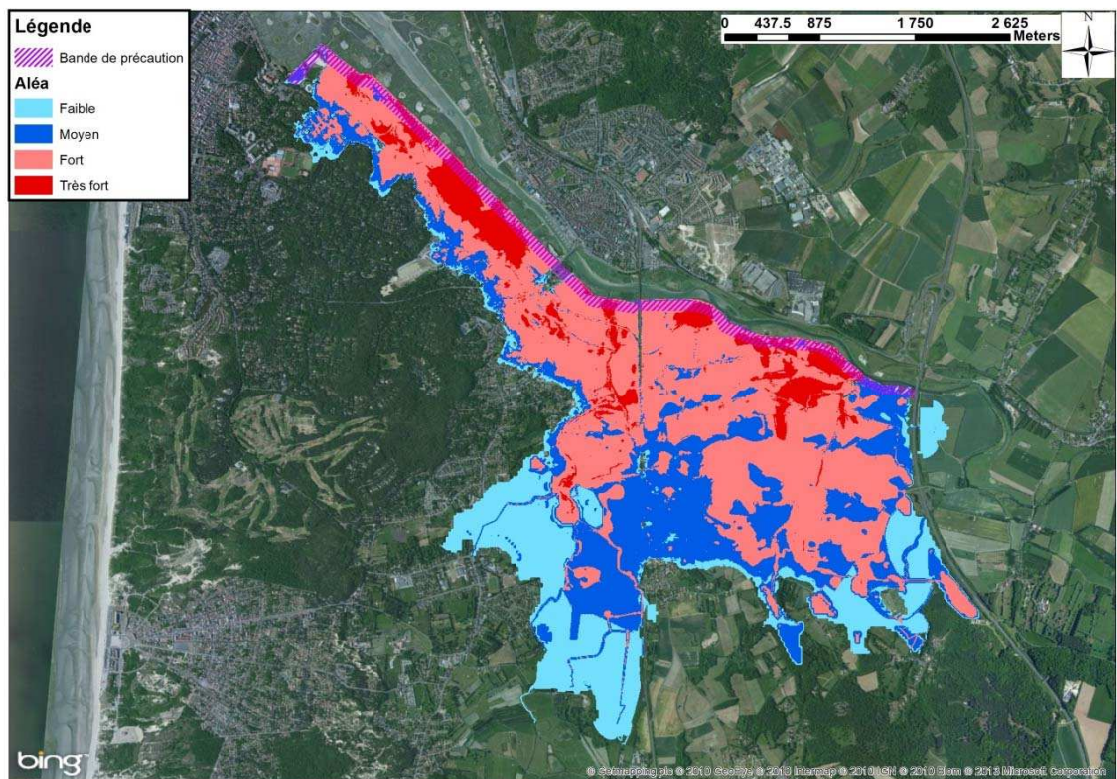 Légende
Bande de précaution
Aléa
Faible
Moyen
Fort
Très fort
0 437.5 875 1 750 2 625
Meters
N
bing
© Getmapping plc © 2010 GeoEye © 2010 Intermap © 2010 IGN © 2010 Blom © 2013 Microsoft Corporation